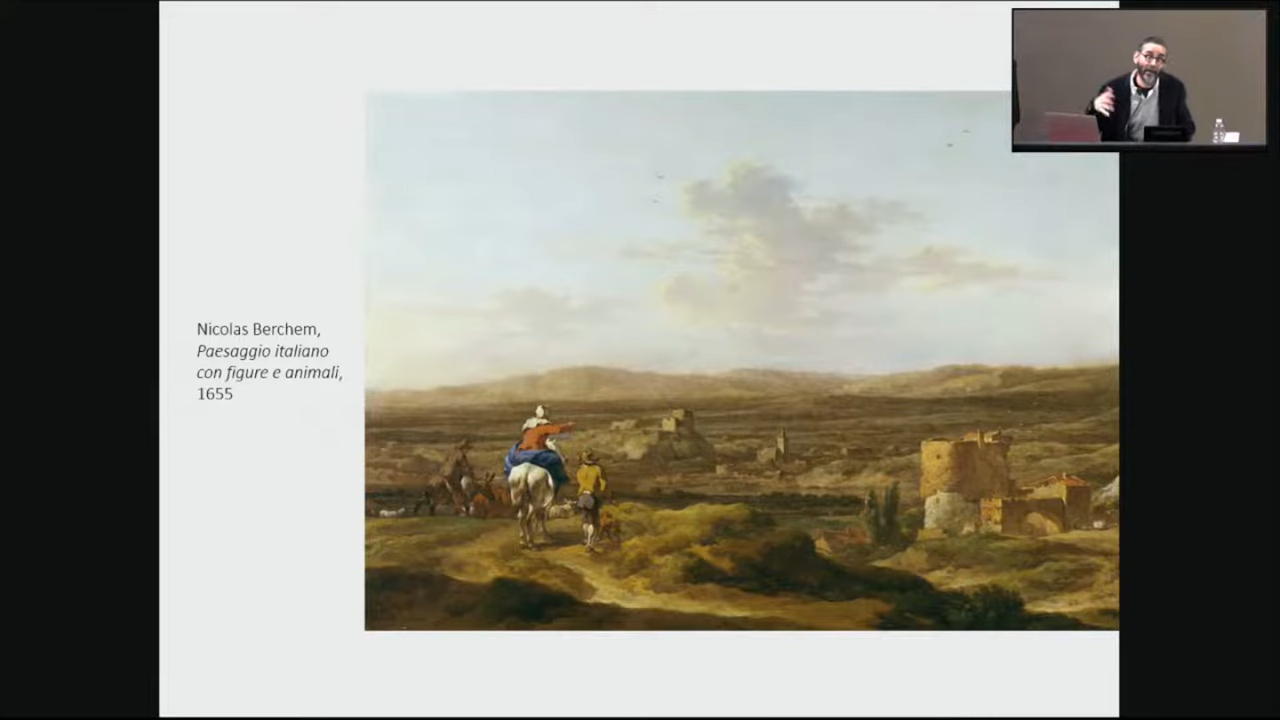 Nicolas Berchem,
Paesaggio italiano
con figure e animali,
1655